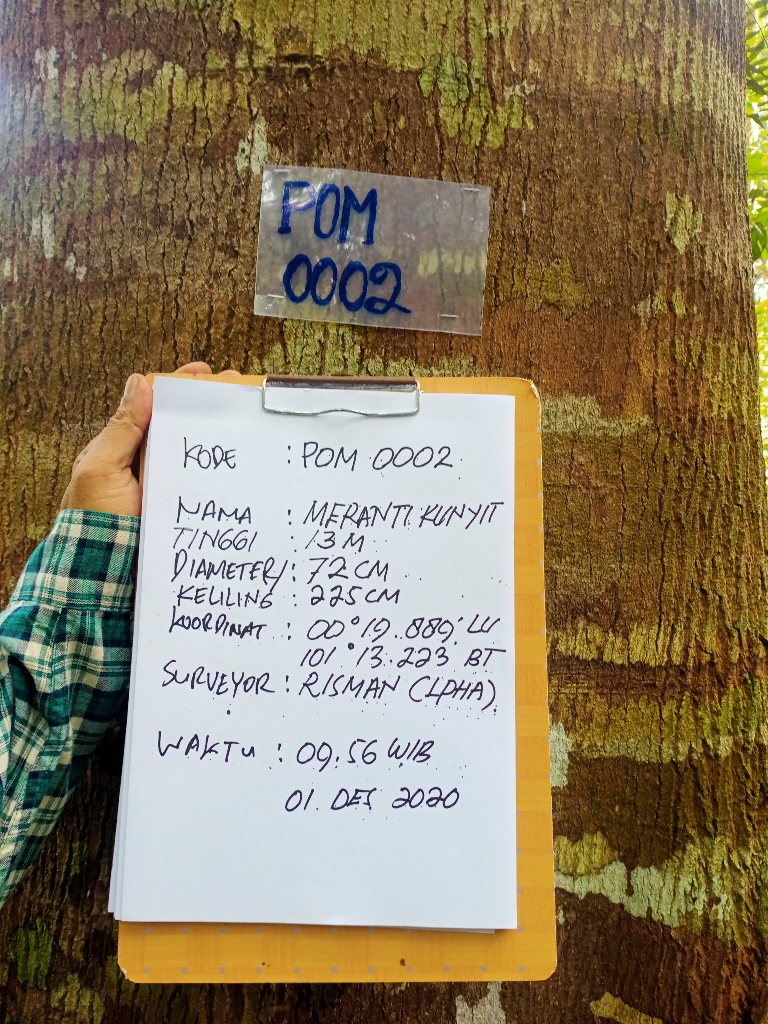 POM
0002
KODE : POM 0002
NAMA : MERANTI KUNYIT
TINGGI : 13 M
DIAMETER/ : 72 CM
KELILING : 225 CM
KOORDINAT : 00°19.889' LU
101°13.223 BT
SURVEYOR : RISMAN (LPHA)
WAKTU : 09.56 WIB
01 DES 2020